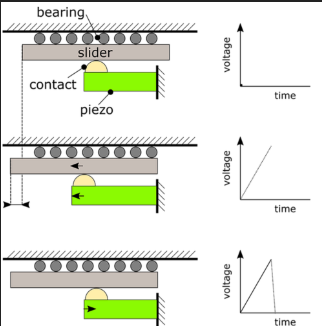 bearing
slider
contact
piezo
voltage
time
voltage
time
voltage
time